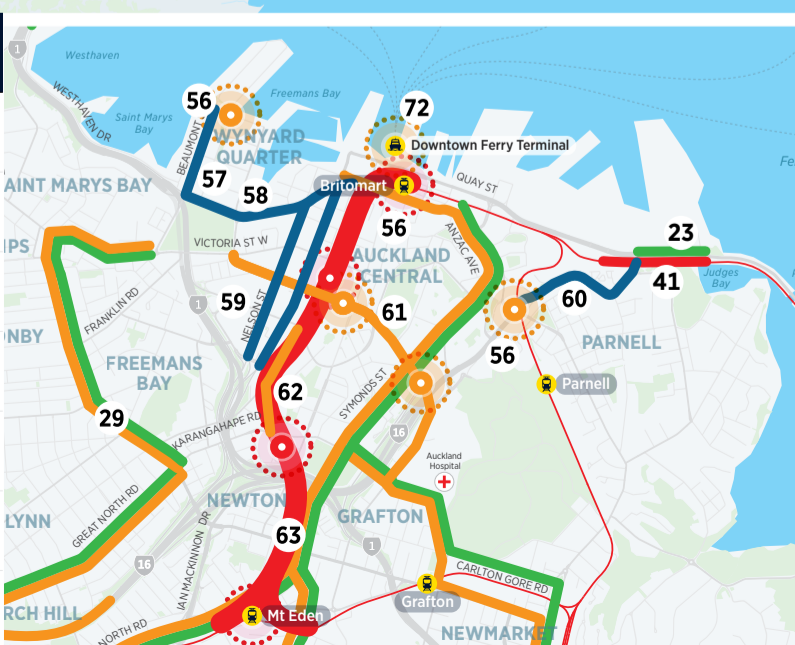 1
Westhaven
WESTHAVEN DR
Saint Marys
Bay
56
Freemans Bay
72
WYNYARD
QUARTER
BEAUMONT
Downtown Ferry Terminal
AINT MARYS BAY
57
58
Britomart
QUAY ST
56
ANZAC AVE
23
IPS
VICTORIA ST W
AUCKLAND
CENTRAL
41
Judges
Bay
FRANKLIN RD
1
59
NELSON ST
61
60
ONBY
FREEMANS
BAY
56
PARNELL
SYMONDS ST
Parnell
62
29
KARANGAHAPE RD
16
Auckland
Hospital
NEWTON
GRAFTON
LYNN
GREAT NORTH RD
IAN MACKINNON DR
63
1
16
CARLTON GORE RD
RCH HILL
Mt Eden
Grafton
NORTH RD
NEWMARKET